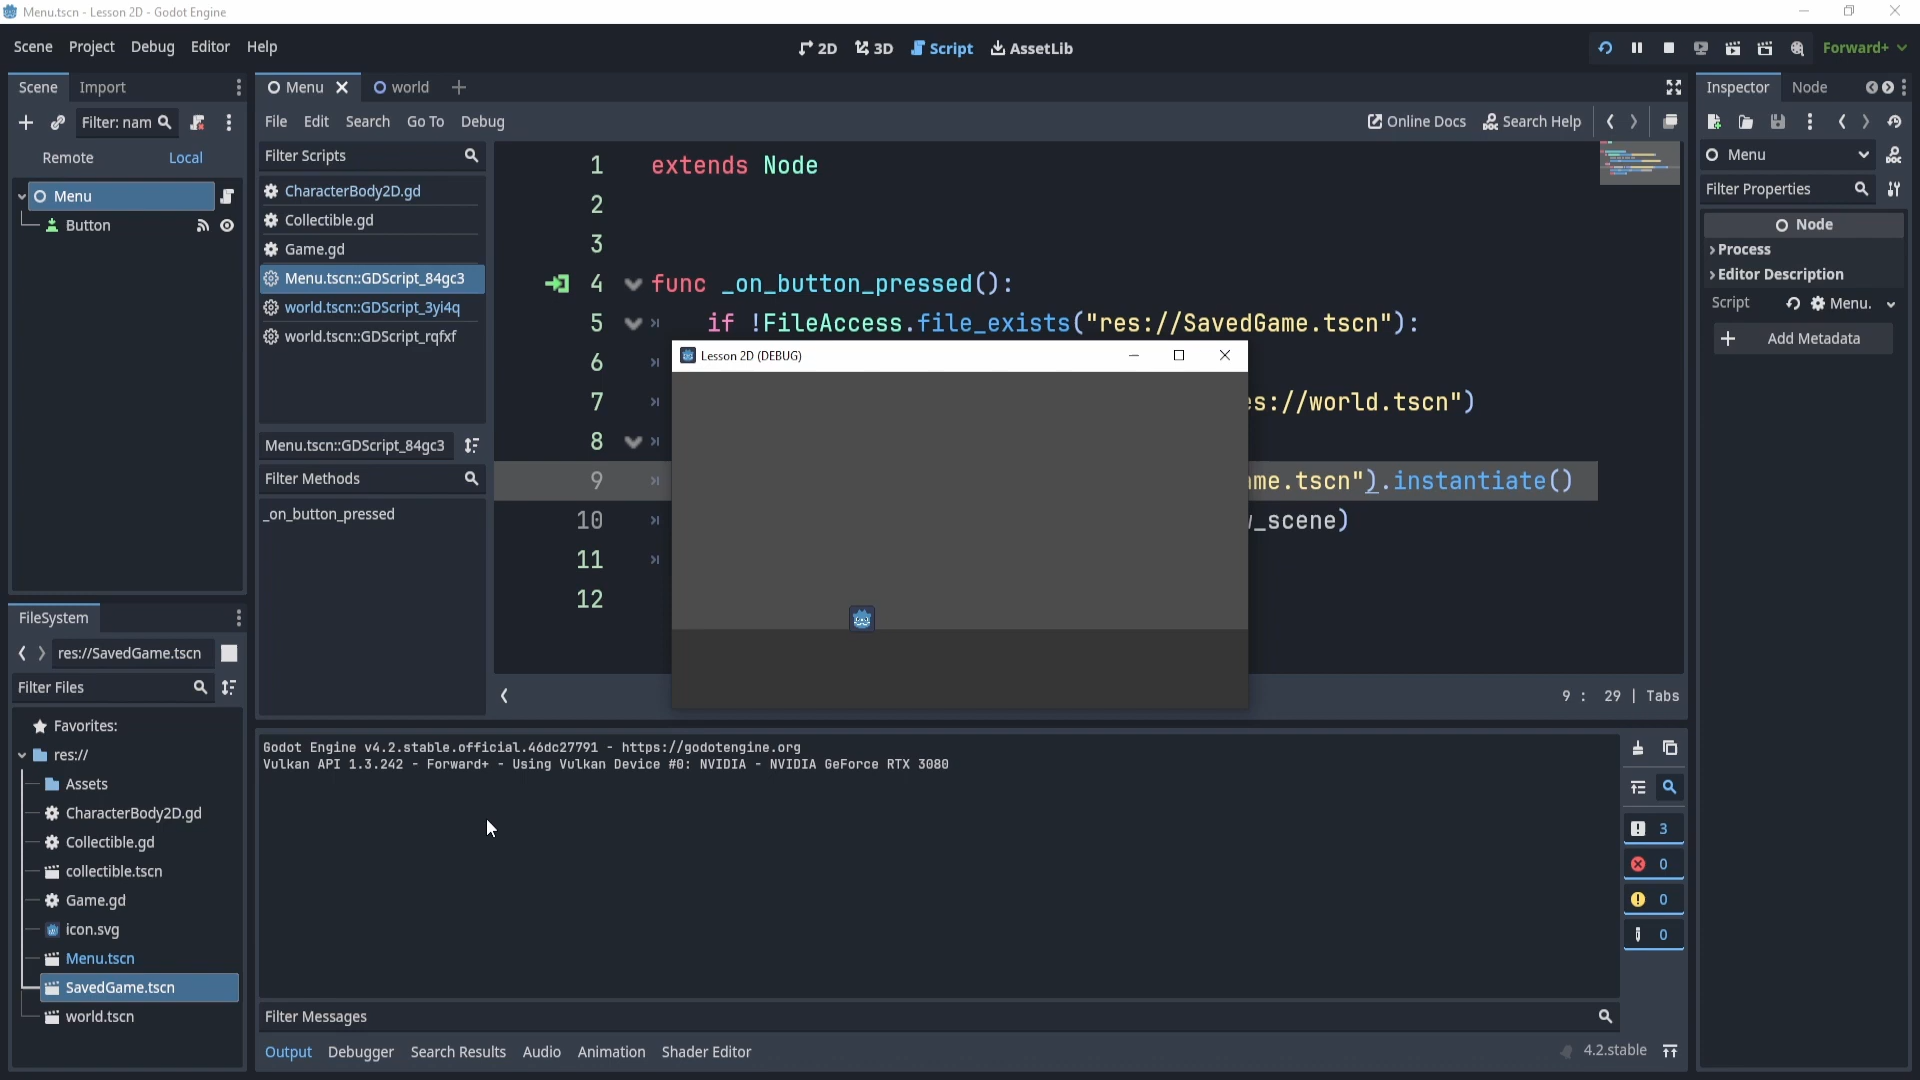 Menu.tscn - Lesson 2D - Godot Engine
Scene Project Debug Editor Help
2D 3D Script AssetLib
Forward+
Scene Import
Menu world
Inspector Node
Filter: nam
File Edit Search Go To Debug
Online Docs Search Help
Remote Local
Filter Scripts
Menu
Menu
Button
CharacterBody2D.gd
Collectible.gd
Game.gd
Menu.tscn::GDScript_84gc3
world.tscn::GDScript_3yi4q
world.tscn::GDScript_rqfxf
Menu.tscn::GDScript_84gc3
Filter Methods
_on_button_pressed
1 extends Node
2
3
4 func _on_button_pressed():
5 if !FileAccess.file_exists("res://SavedGame.tscn"):
6
7 es://world.tscn")
8
9 ame.tscn").instantiate()
10 _scene)
11
12
Lesson 2D (DEBUG)
9 : 29 | Tabs
Filter Properties
Node
Process
Editor Description
Script Menu.
Add Metadata
FileSystem
res://SavedGame.tscn
Filter Files
Favorites:
res://
Assets
CharacterBody2D.gd
Collectible.gd
collectible.tscn
Game.gd
icon.svg
Menu.tscn
SavedGame.tscn
world.tscn
Godot Engine v4.2.stable.official.46dc27791 - https://godotengine.org
Vulkan API 1.3.242 - Forward+ - Using Vulkan Device #0: NVIDIA - NVIDIA GeForce RTX 3080
3
0
0
0
Filter Messages
Output Debugger Search Results Audio Animation Shader Editor
4.2.stable